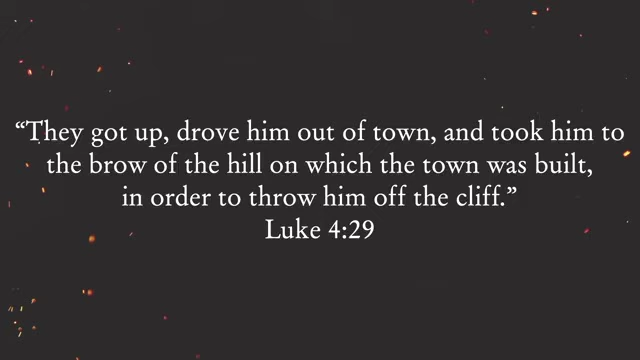 “They got up, drove him out of town, and took him to
the brow of the hill on which the town was built,
in order to throw him off the cliff.”
Luke 4:29